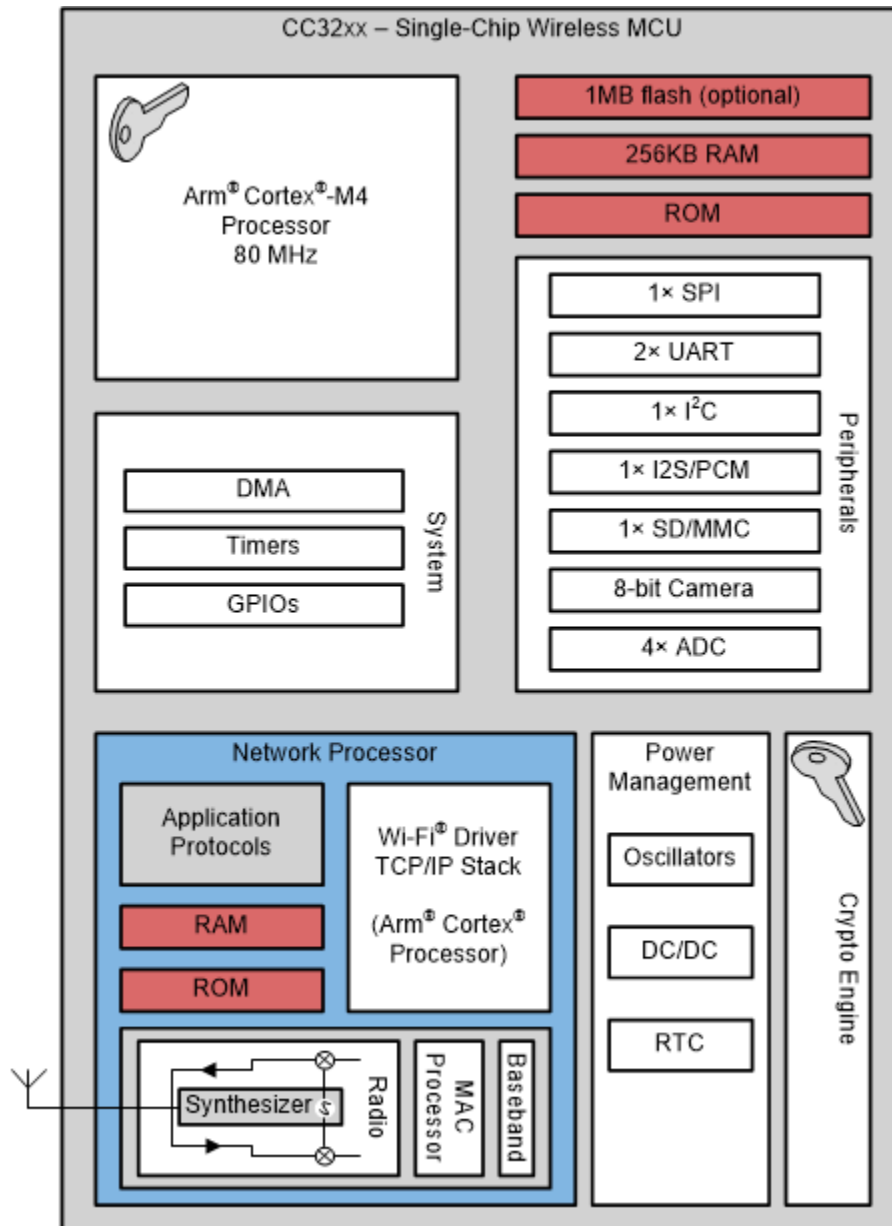 CC32xx – Single-Chip Wireless MCU
Arm® Cortex®-M4
Processor
80 MHz
1MB flash (optional)
256KB RAM
ROM
1× SPI
2× UART
1× I²C
1× I2S/PCM
1× SD/MMC
8-bit Camera
4× ADC
Peripherals
DMA
Timers
GPIOs
System
Network Processor
Application
Protocols
RAM
ROM
Wi-Fi® Driver
TCP/IP Stack
(Arm® Cortex®
Processor)
Synthesizer
Radio
MAC
Processor
Baseband
Power
Management
Oscillators
DC/DC
RTC
Crypto Engine